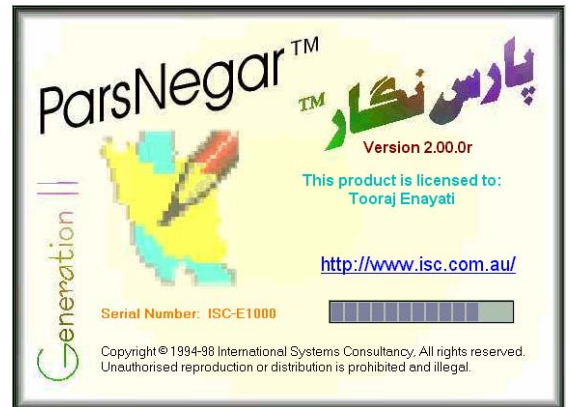 ParsNegar™
پارس نگار™
Version 2.00.0r
This product is licensed to:
Tooraj Enayati
Generation II
http://www.isc.com.au/
Serial Number: ISC-E1000
Copyright © 1994-98 International Systems Consultancy, All rights reserved.
Unauthorised reproduction or distribution is prohibited and illegal.